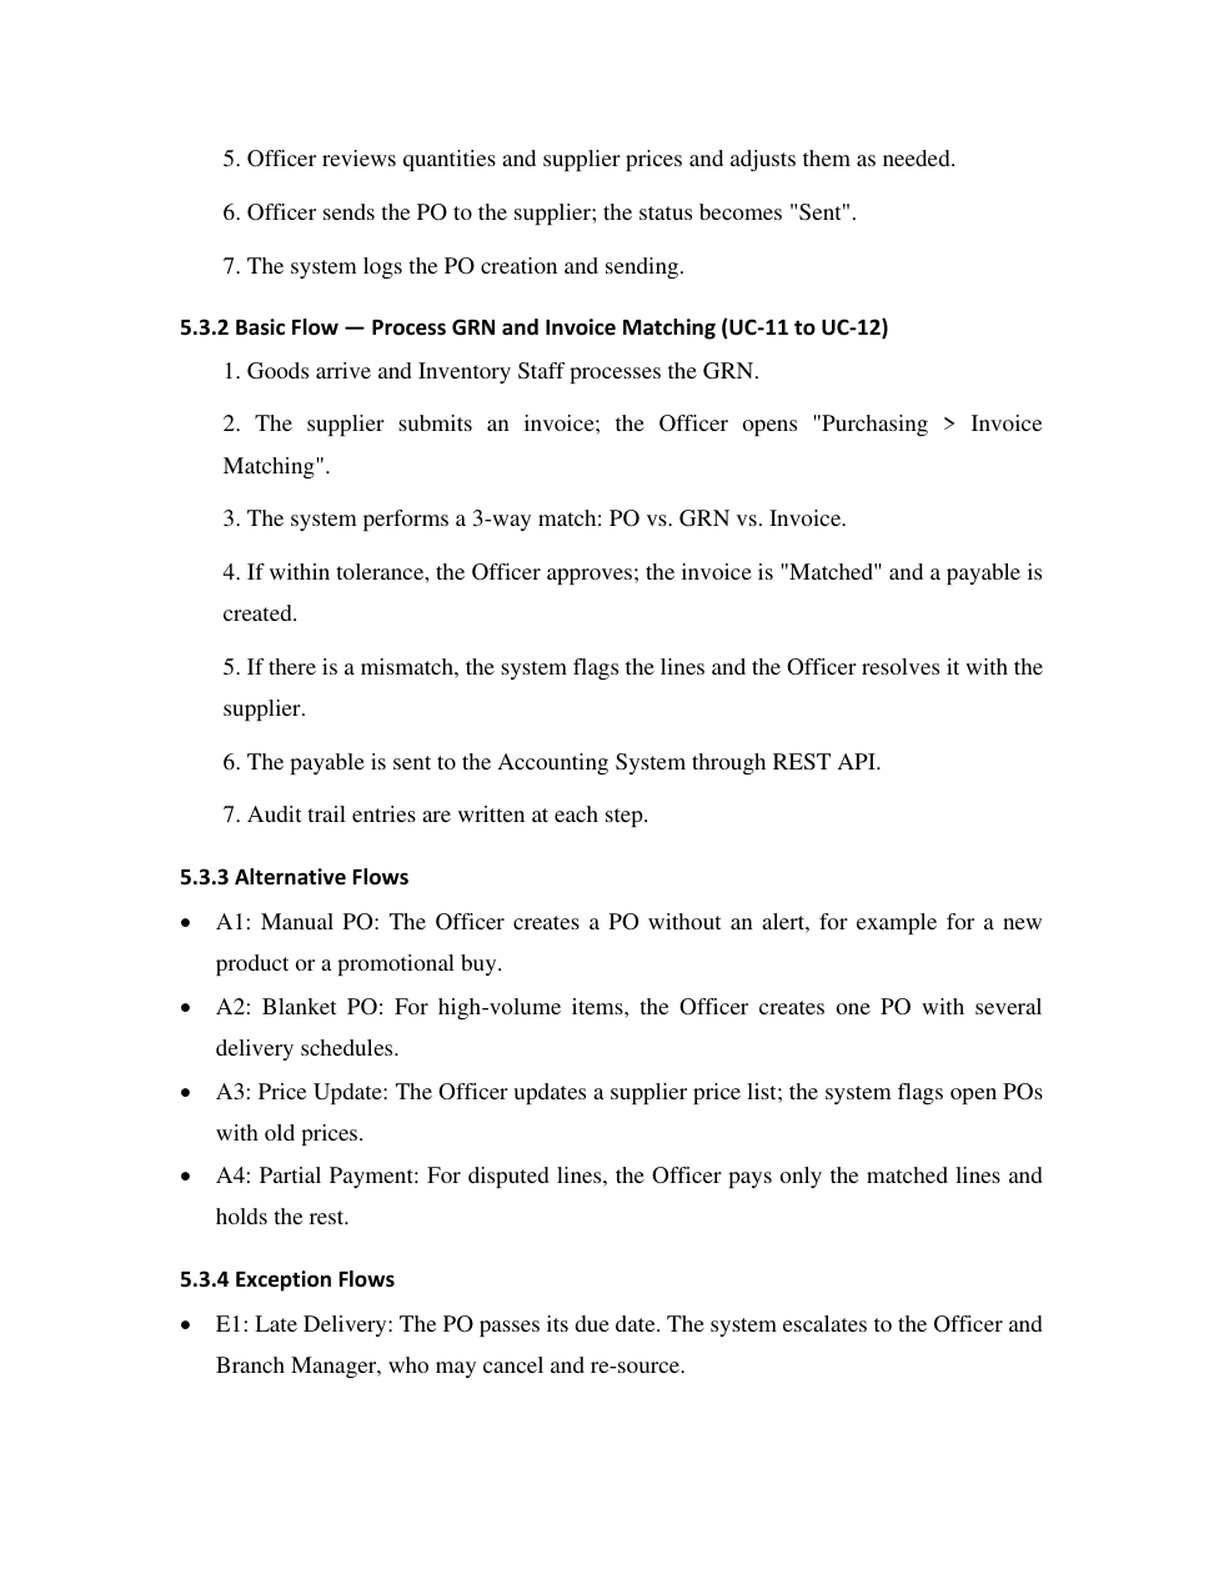 5. Officer reviews quantities and supplier prices and adjusts them as needed.
6. Officer sends the PO to the supplier; the status becomes "Sent".
7. The system logs the PO creation and sending.
5.3.2 Basic Flow — Process GRN and Invoice Matching (UC-11 to UC-12)
1. Goods arrive and Inventory Staff processes the GRN.
2. The supplier submits an invoice; the Officer opens "Purchasing > Invoice
Matching".
3. The system performs a 3-way match: PO vs. GRN vs. Invoice.
4. If within tolerance, the Officer approves; the invoice is "Matched" and a payable is
created.
5. If there is a mismatch, the system flags the lines and the Officer resolves it with the
supplier.
6. The payable is sent to the Accounting System through REST API.
7. Audit trail entries are written at each step.
5.3.3 Alternative Flows
• A1: Manual PO: The Officer creates a PO without an alert, for example for a new
product or a promotional buy.
• A2: Blanket PO: For high-volume items, the Officer creates one PO with several
delivery schedules.
• A3: Price Update: The Officer updates a supplier price list; the system flags open POs
with old prices.
• A4: Partial Payment: For disputed lines, the Officer pays only the matched lines and
holds the rest.
5.3.4 Exception Flows
• E1: Late Delivery: The PO passes its due date. The system escalates to the Officer and
Branch Manager, who may cancel and re-source.